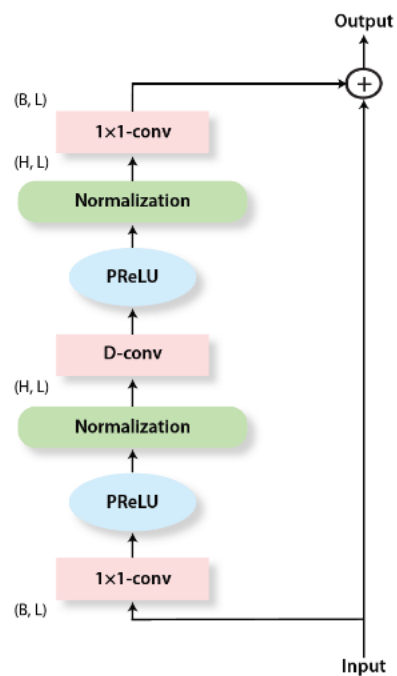 Output
+
(B, L)
1×1-conv
(H, L)
Normalization
PReLU
D-conv
(H, L)
Normalization
PReLU
1×1-conv
(B, L)
Input